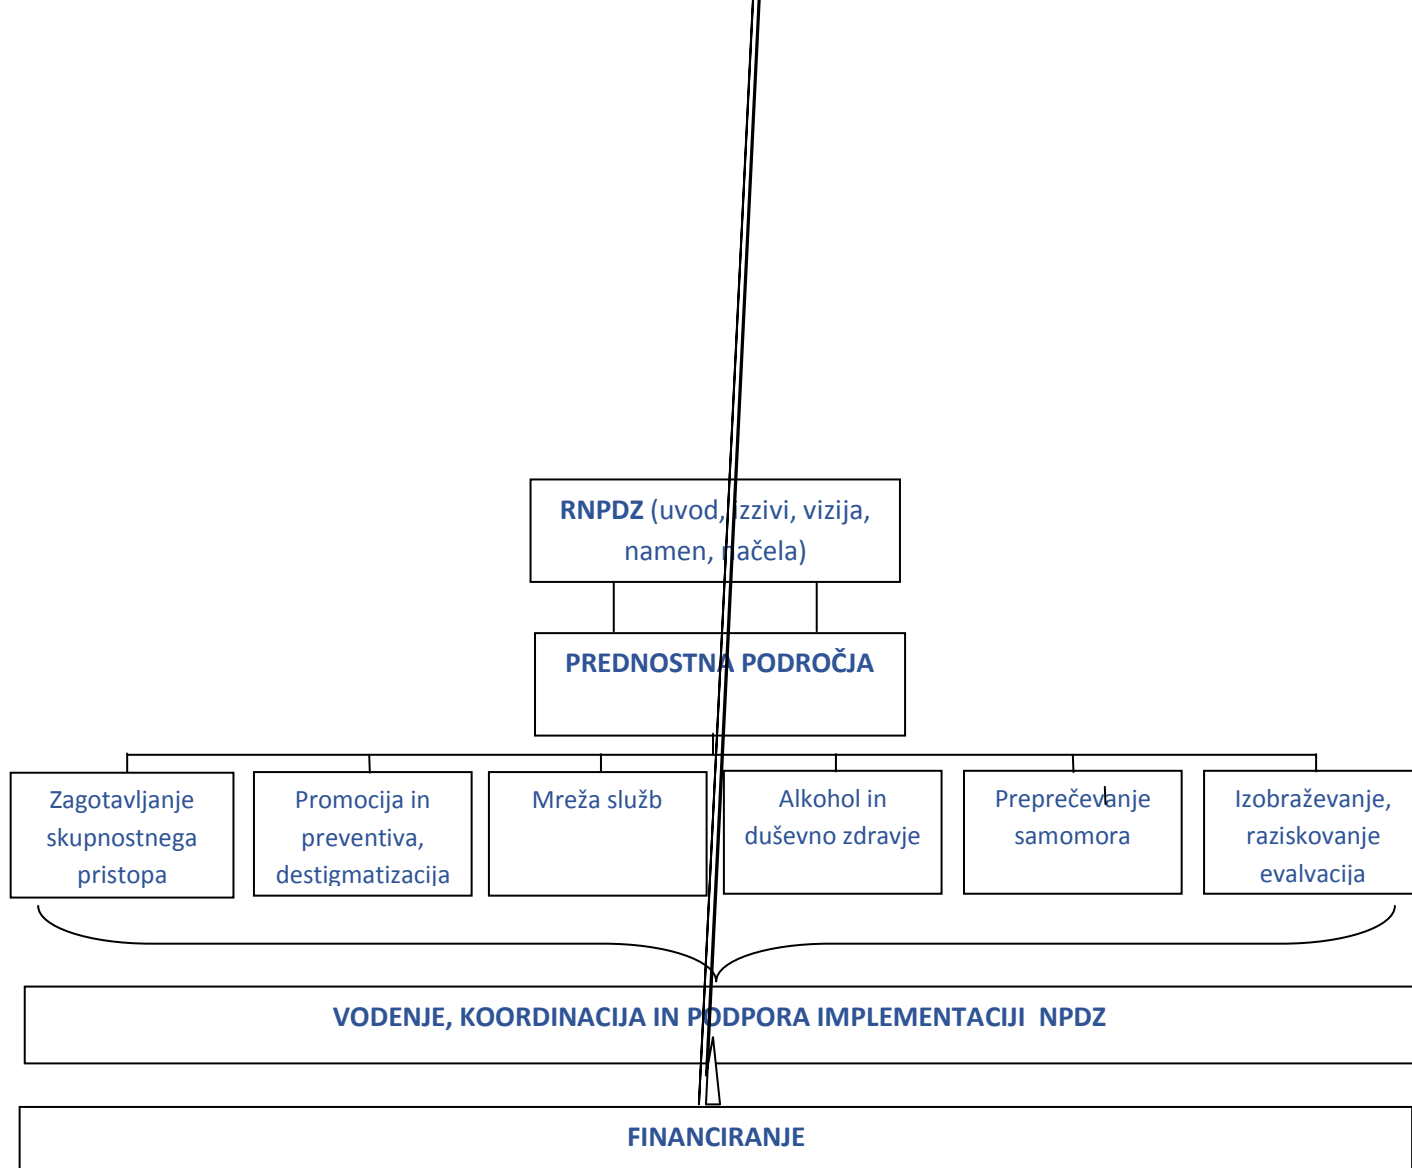 RNPDZ (uvod, izzivi, vizija,
namen, načela)
PREDNOSTNA PODROČJA
Zagotavljanje
skupnostnega
pristopa
Promocija in
preventiva,
destigmatizacija
Mreža služb
Alkohol in
duševno zdravje
Preprečevanje
samomora
Izobraževanje,
raziskovanje
evalvacija
VODENJE, KOORDINACIJA IN PODPORA IMPLEMENTACIJI NPDZ
FINANCIRANJE